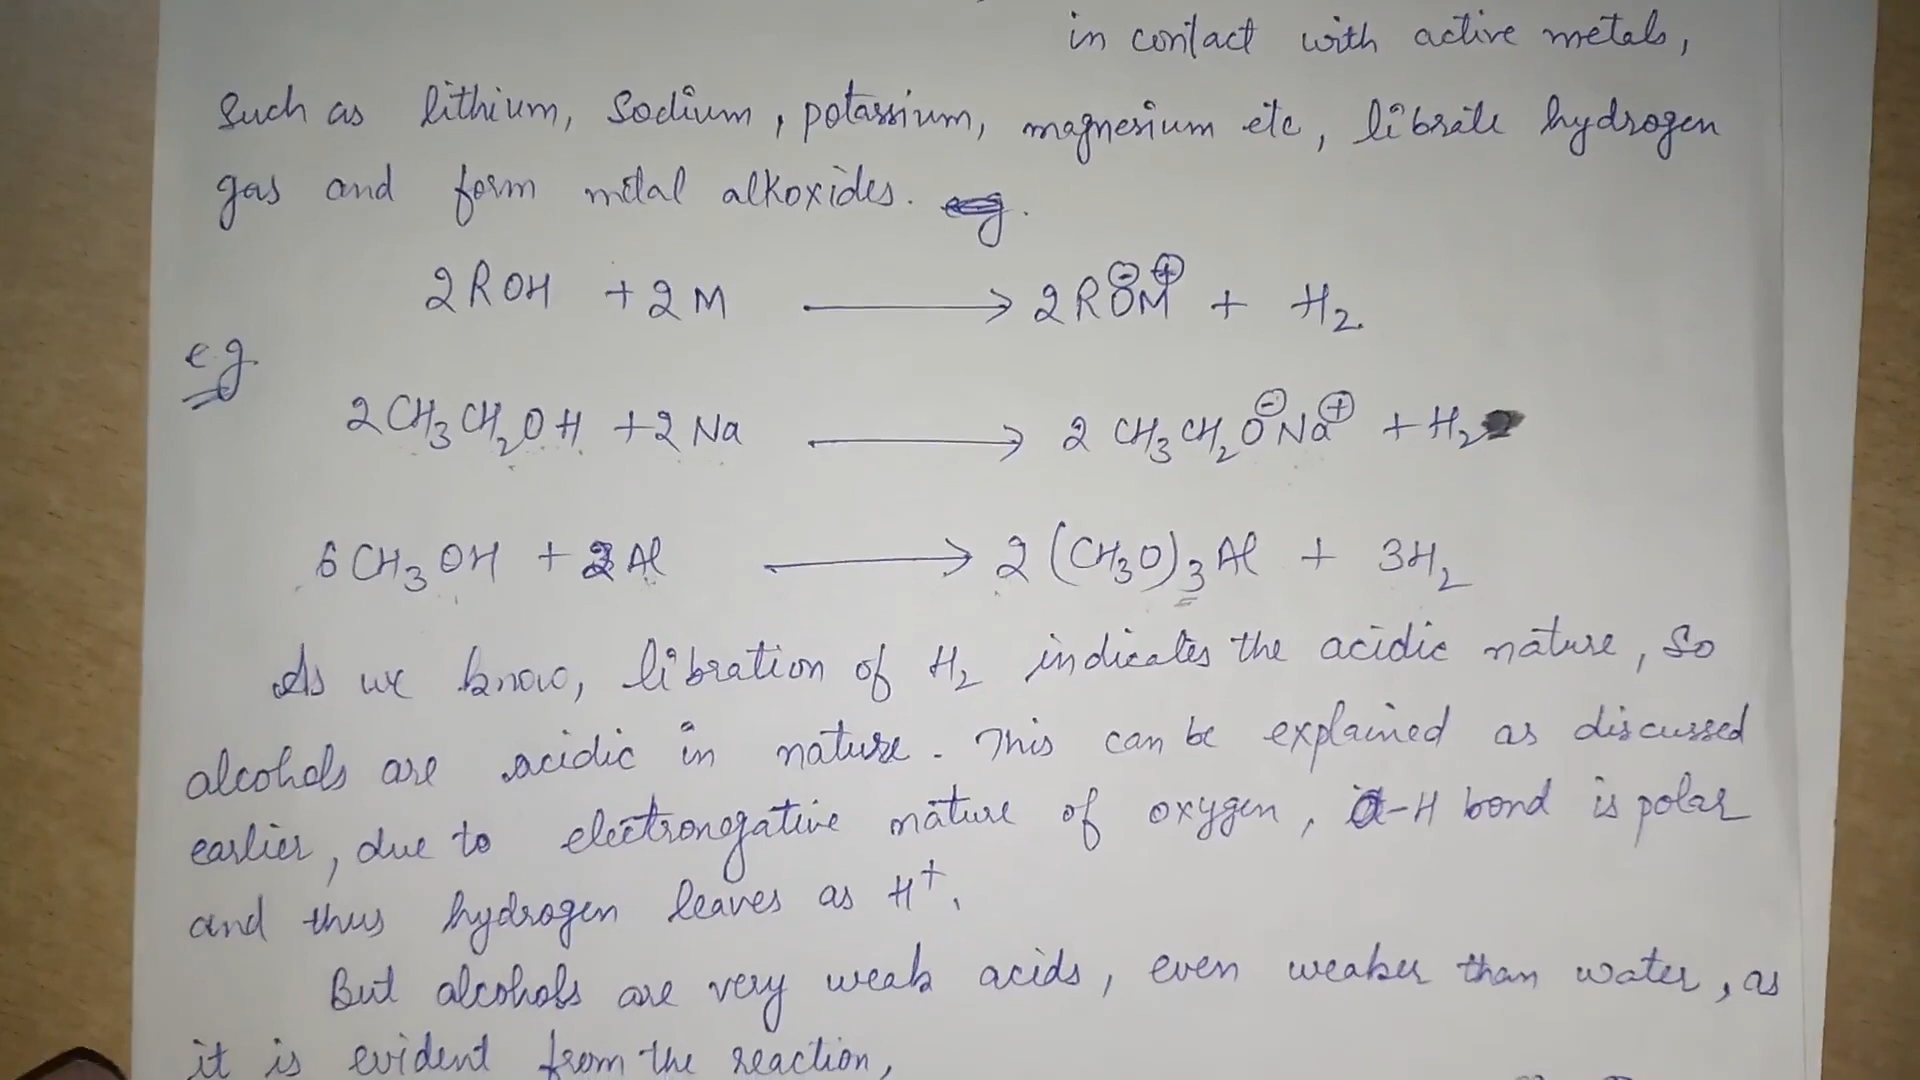 in contact with active metals,
Such as lithium, Sodium, potassium, magnesium etc, librate hydrogen
gas and form metal alkoxides.
2ROH + 2M ⟶ 2RO⊖M⊕ + H₂
eg
2CH₃CH₂OH + 2Na ⟶ 2CH₃CH₂O⊖Na⊕ + H₂
6CH₃OH + 2Al ⟶ 2(CH₃O)₃Al + 3H₂
As we know, libration of H₂ indicates the acidic nature, So
alcohols are acidic in nature. This can be explained as discussed
earlier, due to electronegative nature of oxygen, O-H bond is polar
and thus hydrogen leaves as H⁺.
But alcohols are very weak acids, even weaker than water, as
it is evident from the reaction,